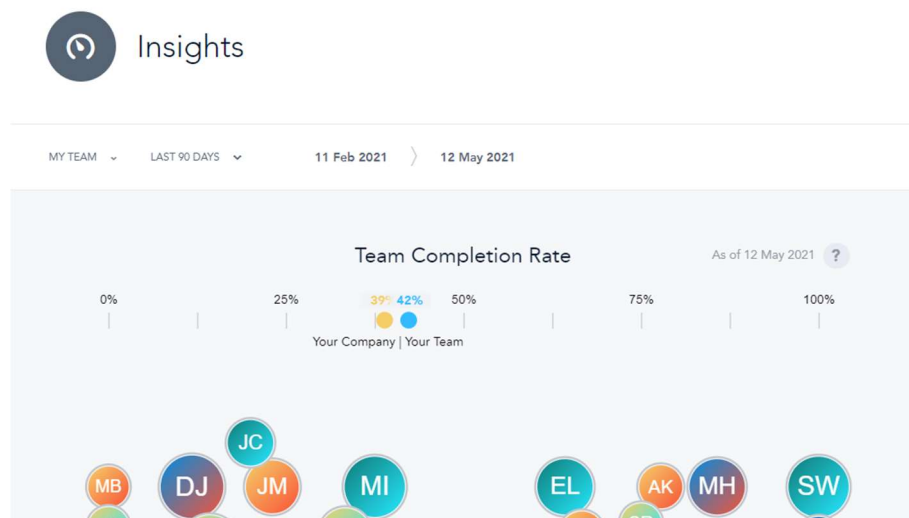 Insights
MY TEAM LAST 90 DAYS 11 Feb 2021 12 May 2021
Team Completion Rate As of 12 May 2021 ?
0% 25% 39% 42% 50% 75% 100%
Your Company | Your Team
JC
MB DJ JM MI EL AK MH SW